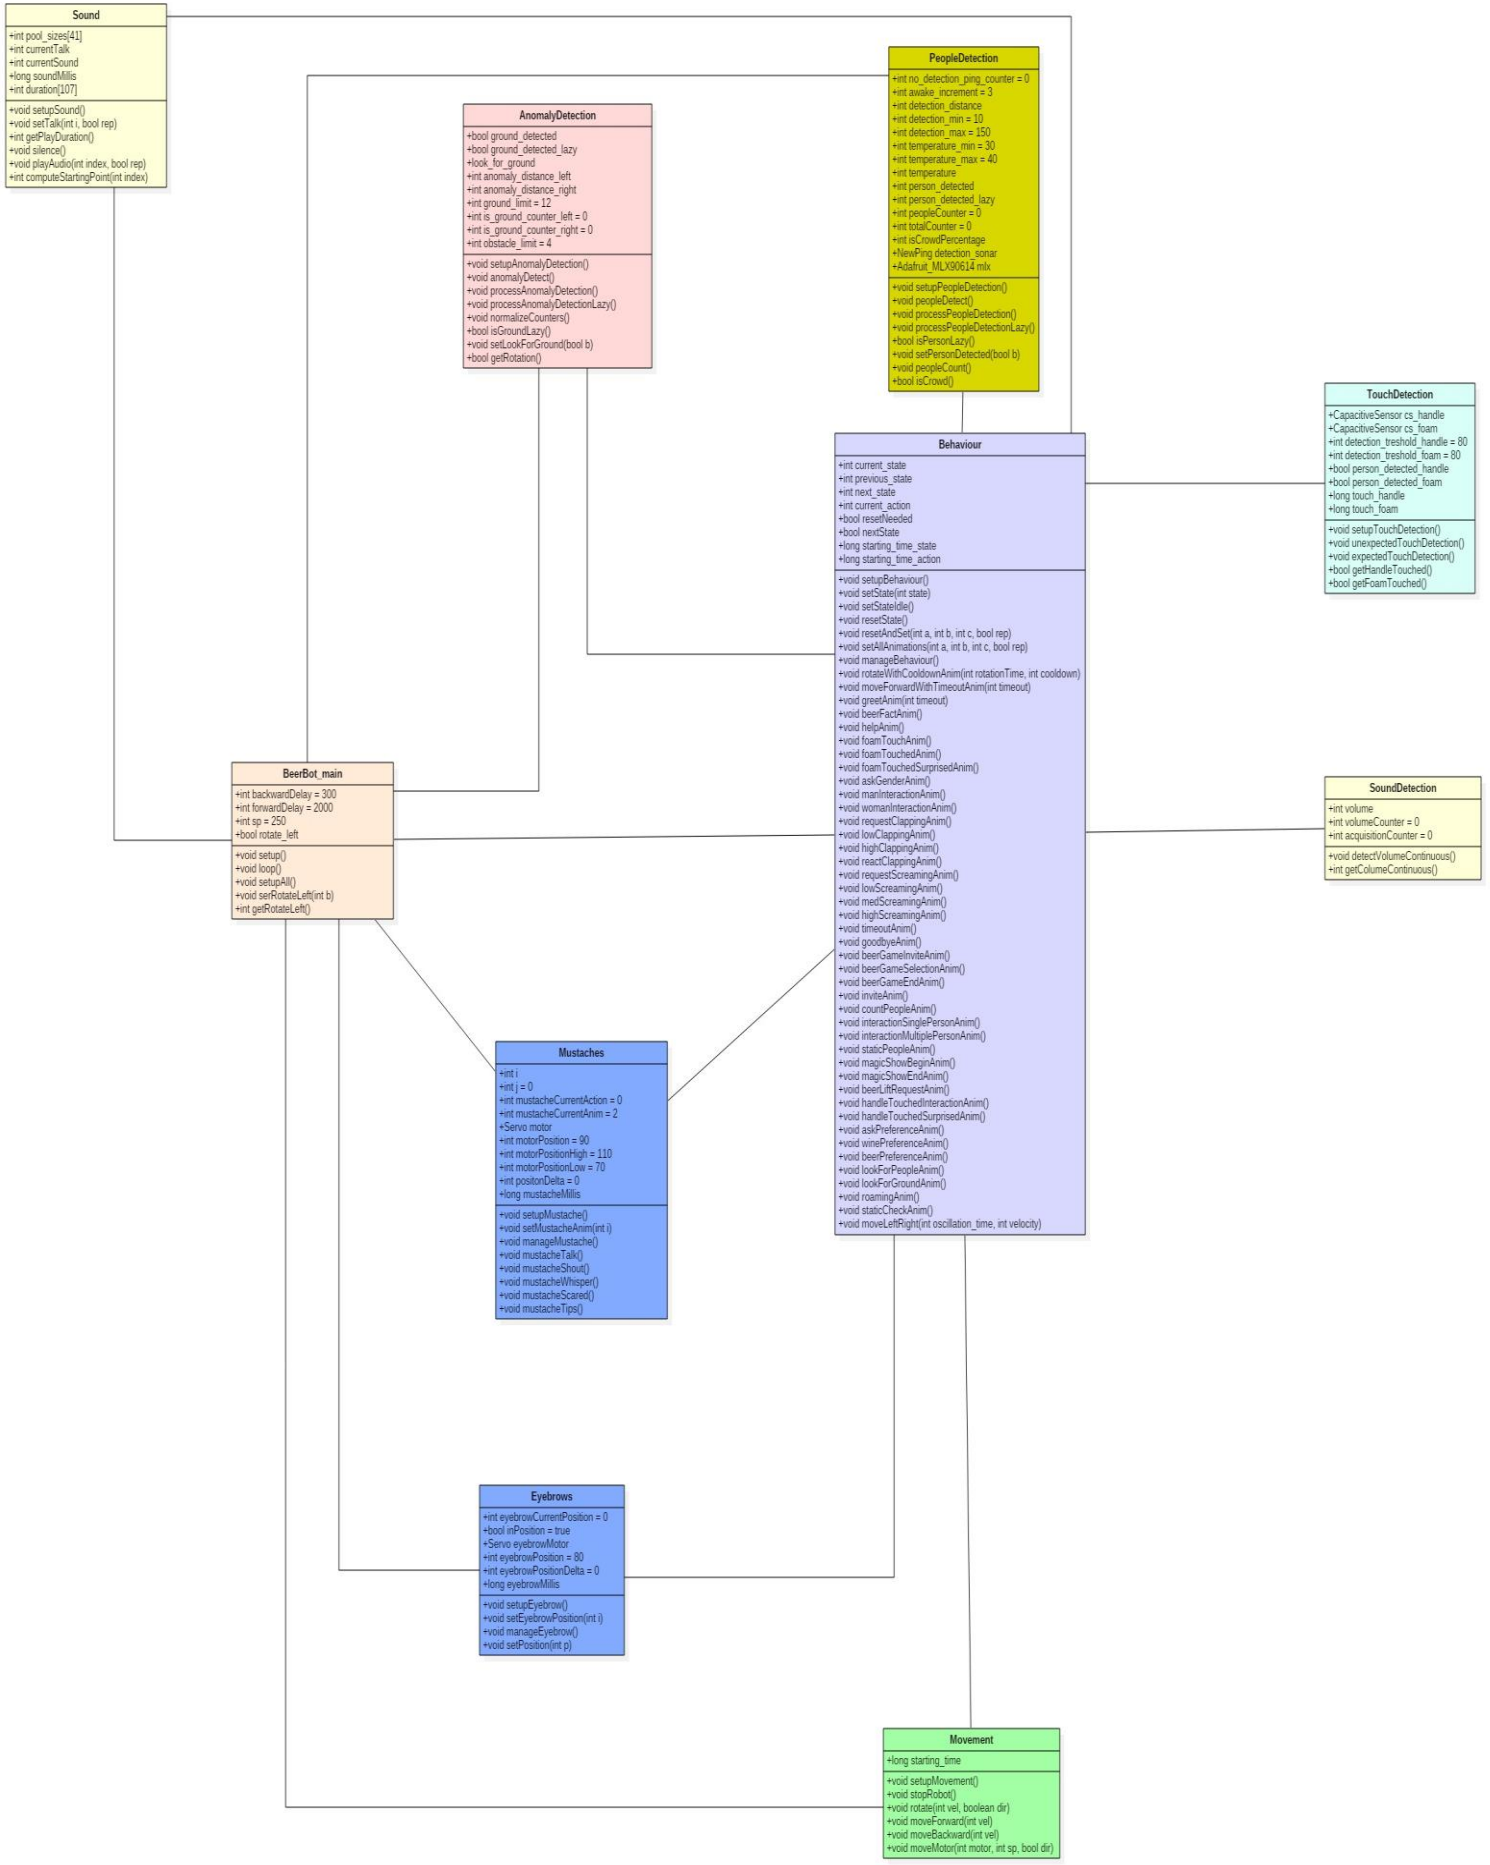 Sound
+int pool_sizes[41]
+int currentTalk
+int currentSound
+long soundMillis
+int duration[107]
+void setupSound()
+void setTalk(int i, bool rep)
+int getPlayDuration()
+void silence()
+void playAudio(int index, bool rep)
+int computeStartingPoint(int index)
PeopleDetection
+int no_detection_ping_counter = 0
+int awake_increment = 3
+int detection_distance
+int detection_min = 10
+int detection_max = 150
+int temperature_min = 30
+int temperature_max = 40
+int temperature
+int person_detected
+int person_detected_lazy
+int peopleCounter = 0
+int totalCounter = 0
+int isCrowdPercentage
+NewPing detection_sonar
+Adafruit_MLX90614 mlx
+void setupPeopleDetection()
+void peopleDetect()
+void processPeopleDetection()
+void processPeopleDetectionLazy()
+bool isPersonLazy()
+void setPersonDetected(bool b)
+void peopleCount()
+bool isCrowd()
AnomalyDetection
+bool ground_detected
+bool ground_detected_lazy
+look_for_ground
+int anomaly_distance_left
+int anomaly_distance_right
+int ground_limit = 12
+int is_ground_counter_left = 0
+int is_ground_counter_right = 0
+int obstacle_limit = 4
+void setupAnomalyDetection()
+void anomalyDetect()
+void processAnomalyDetection()
+void processAnomalyDetectionLazy()
+void normalizeCounters()
+bool isGroundLazy()
+void setLookForGround(bool b)
+bool getRotation()
TouchDetection
+CapacitiveSensor cs_handle
+CapacitiveSensor cs_foam
+int detection_treshold_handle = 80
+int detection_treshold_foam = 80
+bool person_detected_handle
+bool person_detected_foam
+long touch_handle
+long touch_foam
+void setupTouchDetection()
+void unexpectedTouchDetection()
+void expectedTouchDetection()
+bool getHandleTouched()
+bool getFoamTouched()
Behaviour
+int current_state
+int previous_state
+int next_state
+int current_action
+bool resetNeeded
+bool nextState
+long starting_time_state
+long starting_time_action
+void setupBehaviour()
+void setState(int state)
+void setStateIdle()
+void resetState()
+void resetAndSet(int a, int b, int c, bool rep)
+void setAllAnimations(int a, int b, int c, bool rep)
+void manageBehaviour()
+void rotateWithCooldownAnim(int rotationTime, int cooldown)
+void moveForwardWithTimeoutAnim(int timeout)
+void greetAnim(int timeout)
+void beerFactAnim()
+void helpAnim()
+void foamTouchAnim()
+void foamTouchedAnim()
+void foamTouchedSurprisedAnim()
+void askGenderAnim()
+void manInteractionAnim()
+void womanInteractionAnim()
+void requestClappingAnim()
+void lowClappingAnim()
+void highClappingAnim()
+void reactClappingAnim()
+void requestScreamingAnim()
+void lowScreamingAnim()
+void medScreamingAnim()
+void highScreamingAnim()
+void timeoutAnim()
+void goodbyeAnim()
+void beerGameInviteAnim()
+void beerGameSelectionAnim()
+void beerGameEndAnim()
+void inviteAnim()
+void countPeopleAnim()
+void interactionSinglePersonAnim()
+void interactionMultiplePersonAnim()
+void staticPeopleAnim()
+void magicShowBeginAnim()
+void magicShowEndAnim()
+void beerLiftRequestAnim()
+void handleTouchedInteractionAnim()
+void handleTouchedSurprisedAnim()
+void askPreferenceAnim()
+void winePreferenceAnim()
+void beerPreferenceAnim()
+void lookForPeopleAnim()
+void lookForGroundAnim()
+void roamingAnim()
+void staticCheckAnim()
+void moveLeftRight(int oscillation_time, int velocity)
BeerBot_main
+int backwardDelay = 300
+int forwardDelay = 2000
+int sp = 250
+bool rotate_left
+void setup()
+void loop()
+void setupAll()
+void serRotateLeft(int b)
+int getRotateLeft()
SoundDetection
+int volume
+int volumeCounter = 0
+int acquisitionCounter = 0
+void detectVolumeContinuous()
+int getColumeContinuous()
Mustaches
+int i
+int j = 0
+int mustacheCurrentAction = 0
+int mustacheCurrentAnim = 2
+Servo motor
+int motorPosition = 90
+int motorPositionHigh = 110
+int motorPositionLow = 70
+int positonDelta = 0
+long mustacheMillis
+void setupMustache()
+void setMustacheAnim(int i)
+void manageMustache()
+void mustacheTalk()
+void mustacheShout()
+void mustacheWhisper()
+void mustacheScared()
+void mustacheTips()
Eyebrows
+int eyebrowCurrentPosition = 0
+bool inPosition = true
+Servo eyebrowMotor
+int eyebrowPosition = 80
+int eyebrowPositionDelta = 0
+long eyebrowMillis
+void setupEyebrow()
+void setEyebrowPosition(int i)
+void manageEyebrow()
+void setPosition(int p)
Movement
+long starting_time
+void setupMovement()
+void stopRobot()
+void rotate(int vel, boolean dir)
+void moveForward(int vel)
+void moveBackward(int vel)
+void moveMotor(int motor, int sp, bool dir)